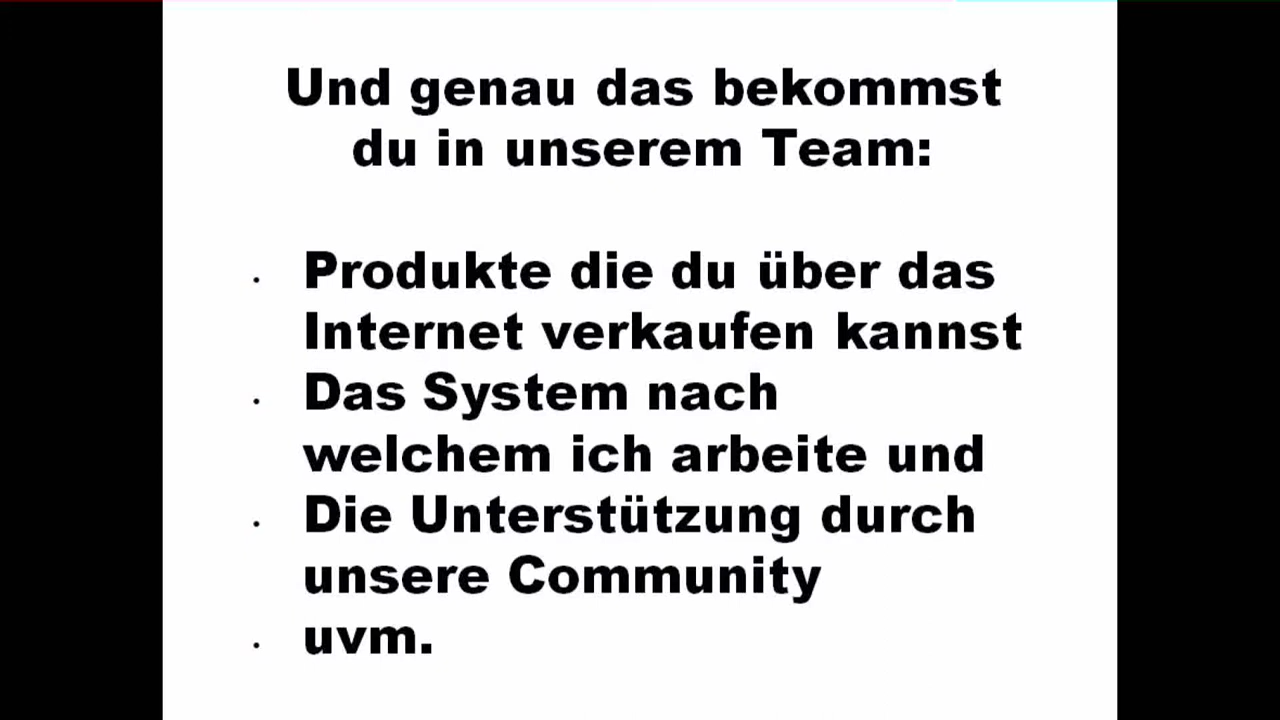 Und genau das bekommst
du in unserem Team:
· Produkte die du über das
Internet verkaufen kannst
· Das System nach
welchem ich arbeite und
· Die Unterstützung durch
unsere Community
· uvm.